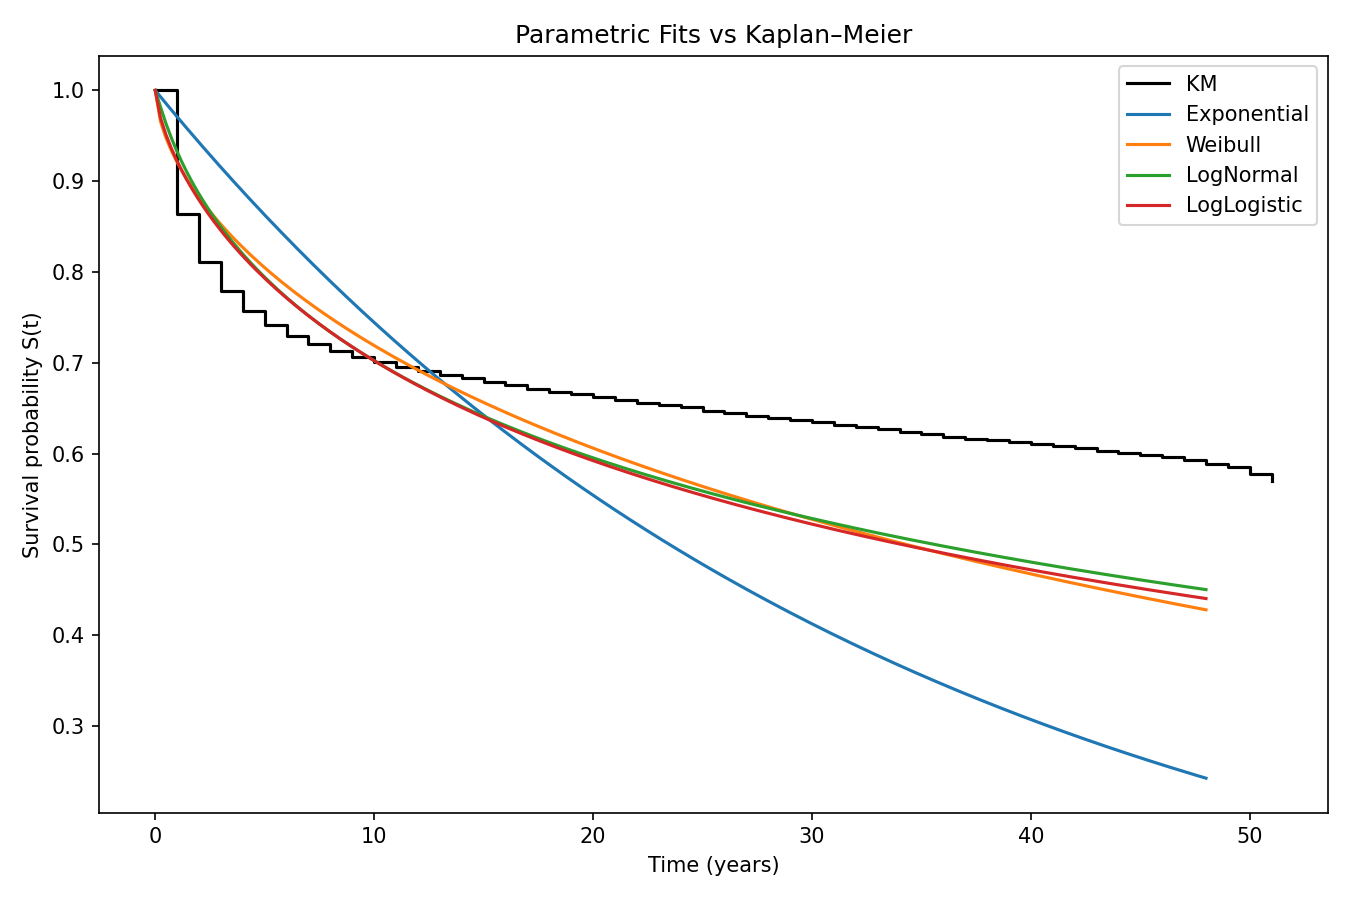 Parametric Fits vs Kaplan–Meier
KM
Exponential
Weibull
LogNormal
LogLogistic
Survival probability S(t)
1.0
0.9
0.8
0.7
0.6
0.5
0.4
0.3
0 10 20 30 40 50
Time (years)